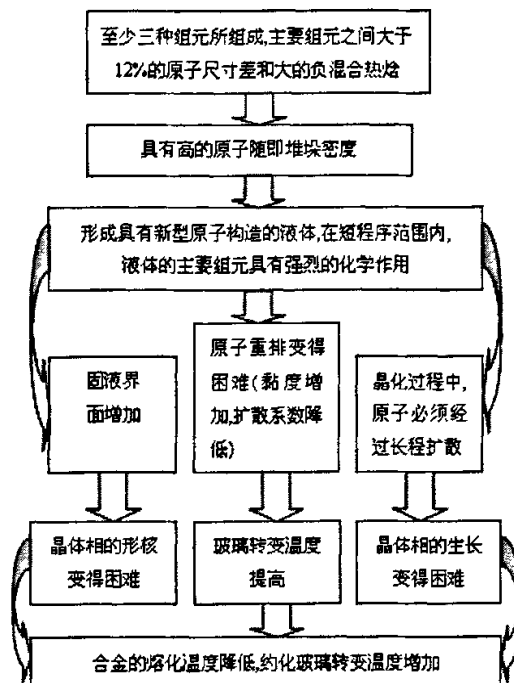 至少三种组元所组成,主要组元之间大于
12%的原子尺寸差和大的负混合热焓
具有高的原子随即堆垛密度
形成具有新型原子构造的液体,在短程序范围内,
液体的主要组元具有强烈的化学作用
固液界
面增加
原子重排变得
困难(黏度增
加,扩散系数降
低)
晶化过程中,
原子必须经
过长程扩散
晶体相的形核
变得困难
玻璃转变温度
提高
晶体相的生长
变得困难
合金的熔化温度降低,约化玻璃转变温度增加